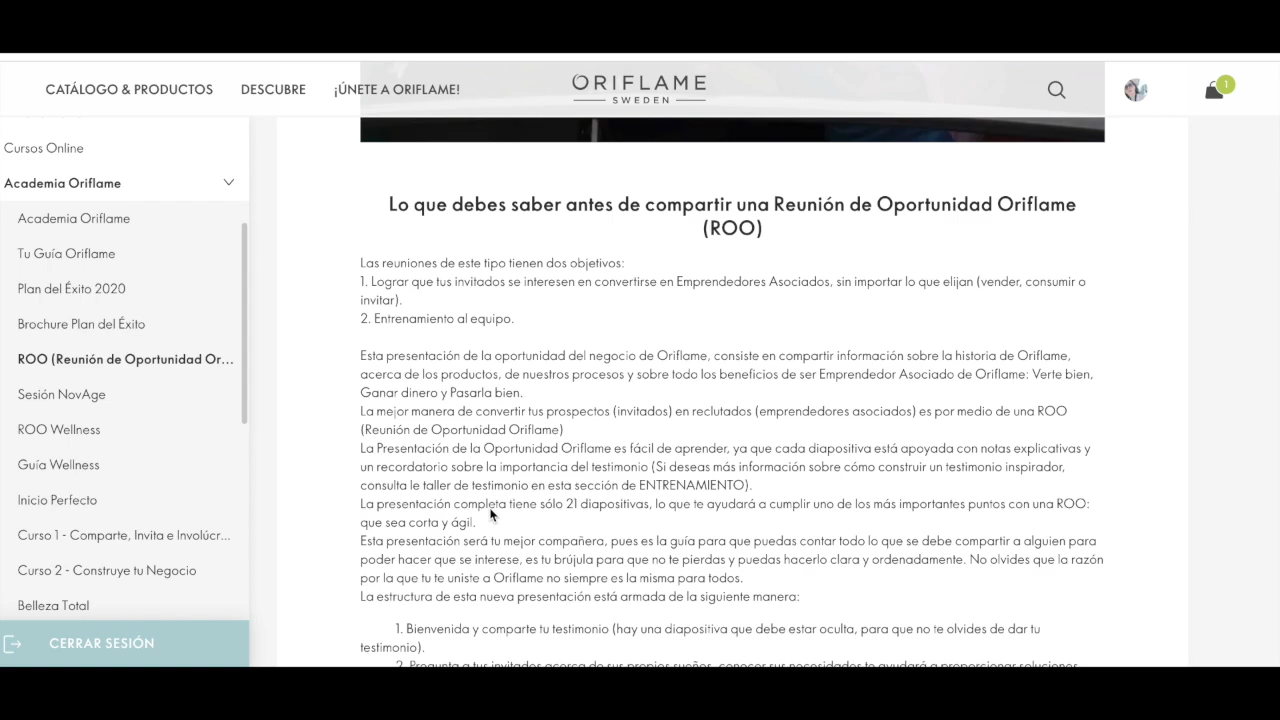 CATÁLOGO & PRODUCTOS
DESCUBRE
¡ÚNETE A ORIFLAME!
ORIFLAME
SWEDEN
1
Cursos Online
Academia Oriflame
Academia Oriflame
Tu Guía Oriflame
Plan del Éxito 2020
Brochure Plan del Éxito
ROO (Reunión de Oportunidad Or...
Sesión NovAge
ROO Wellness
Guía Wellness
Inicio Perfecto
Curso 1 - Comparte, Invita e Involúcr...
Curso 2 - Construye tu Negocio
Belleza Total
CERRAR SESIÓN
Lo que debes saber antes de compartir una Reunión de Oportunidad Oriflame
(ROO)
Las reuniones de este tipo tienen dos objetivos:
1. Lograr que tus invitados se interesen en convertirse en Emprendedores Asociados, sin importar lo que elijan (vender, consumir o
invitar).
2. Entrenamiento al equipo.
Esta presentación de la oportunidad del negocio de Oriflame, consiste en compartir información sobre la historia de Oriflame,
acerca de los productos, de nuestros procesos y sobre todo los beneficios de ser Emprendedor Asociado de Oriflame: Verte bien,
Ganar dinero y Pasarla bien.
La mejor manera de convertir tus prospectos (invitados) en reclutados (emprendedores asociados) es por medio de una ROO
(Reunión de Oportunidad Oriflame)
La Presentación de la Oportunidad Oriflame es fácil de aprender, ya que cada diapositiva está apoyada con notas explicativas y
un recordatorio sobre la importancia del testimonio (Si deseas más información sobre cómo construir un testimonio inspirador,
consulta le taller de testimonio en esta sección de ENTRENAMIENTO).
La presentación completa tiene sólo 21 diapositivas, lo que te ayudará a cumplir uno de los más importantes puntos con una ROO:
que sea corta y ágil.
Esta presentación será tu mejor compañera, pues es la guía para que puedas contar todo lo que se debe compartir a alguien para
poder hacer que se interese, es tu brújula para que no te pierdas y puedas hacerlo clara y ordenadamente. No olvides que la razón
por la que tu te uniste a Oriflame no siempre es la misma para todos.
La estructura de esta nueva presentación está armada de la siguiente manera:
1. Bienvenida y comparte tu testimonio (hay una diapositiva que debe estar oculta, para que no te olvides de dar tu
testimonio).
2. Pregunta a tus invitados acerca de sus propios sueños, conocer sus necesidades te ayudará a proporcionar soluciones